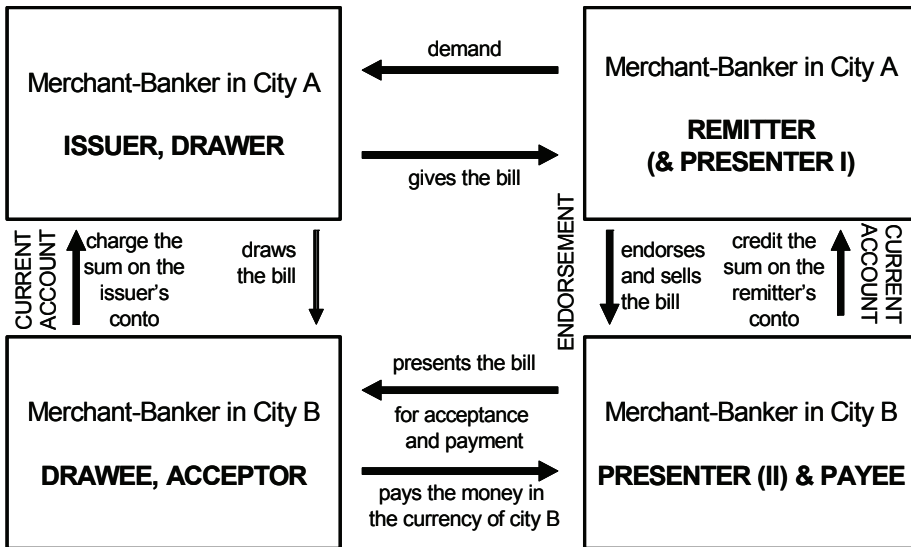 Merchant-Banker in City A
ISSUER, DRAWER
demand
gives the bill
Merchant-Banker in City A
REMITTER
(& PRESENTER I)
CURRENT
ACCOUNT
charge the
sum on the
issuer's
conto
draws
the bill
ENDORSEMENT
endorses
and sells
the bill
credit the
sum on the
remitter's
conto
CURRENT
ACCOUNT
Merchant-Banker in City B
DRAWEE, ACCEPTOR
presents the bill
for acceptance
and payment
pays the money in
the currency of city B
Merchant-Banker in City B
PRESENTER (II) & PAYEE